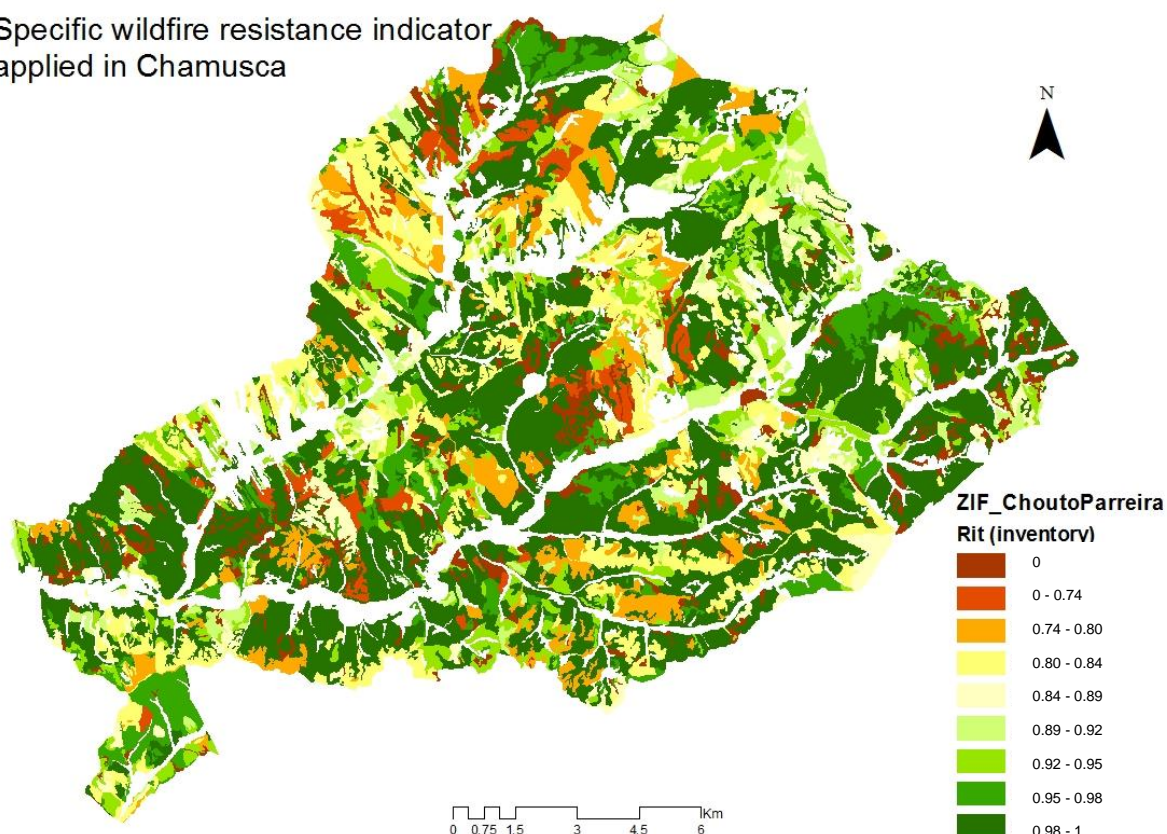 Specific wildfire resistance indicator
applied in Chamusca
N
ZIF_ChoutoParreira
Rit (inventory)
0
0 - 0.74
0.74 - 0.80
0.80 - 0.84
0.84 - 0.89
0.89 - 0.92
0.92 - 0.95
0.95 - 0.98
0.98 - 1
Km
0 0.75 1.5 3 4.5 6